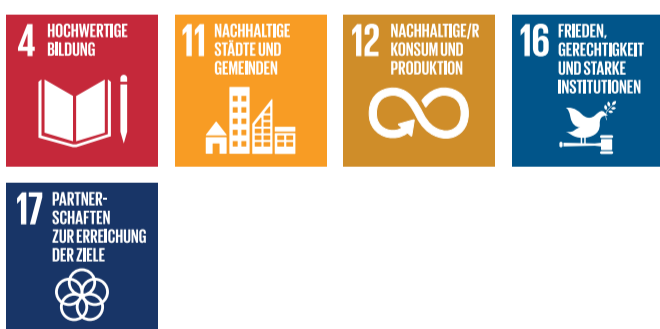 4 HOCHWERTIGE
BILDUNG
11 NACHHALTIGE
STÄDTE UND
GEMEINDEN
12 NACHHALTIGE/R
KONSUM UND
PRODUKTION
16 FRIEDEN,
GERECHTIGKEIT
UND STARKE
INSTITUTIONEN
17 PARTNER-
SCHAFTEN
ZUR ERREICHUNG
DER ZIELE